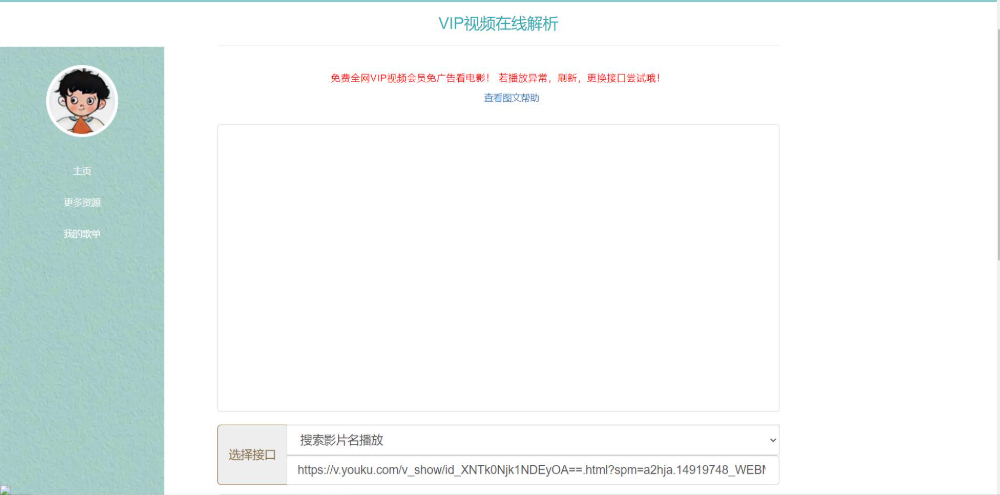 VIP视频在线解析
免费全网VIP视频会员免广告看电影！ 若播放异常，刷新，更换接口尝试哦！
查看图文帮助
主页
更多资源
我的歌单
选择接口
搜索影片名播放
https://v.youku.com/v_show/id_XNTk0Njk1NDEyOA==.html?spm=a2hja.14919748_WEBM